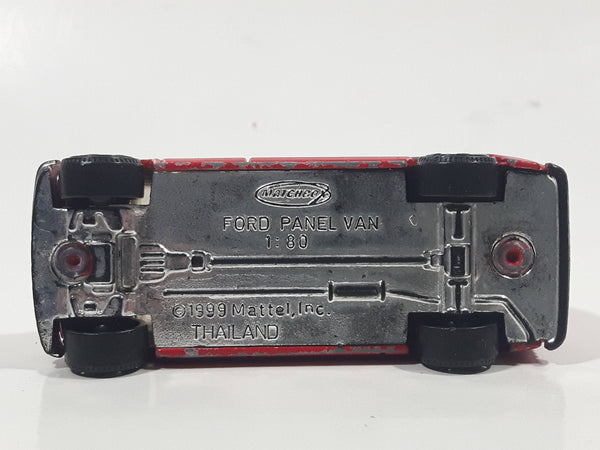 MATCHBOX
FORD PANEL VAN
1:80
©1999 Mattel, Inc.
THAILAND